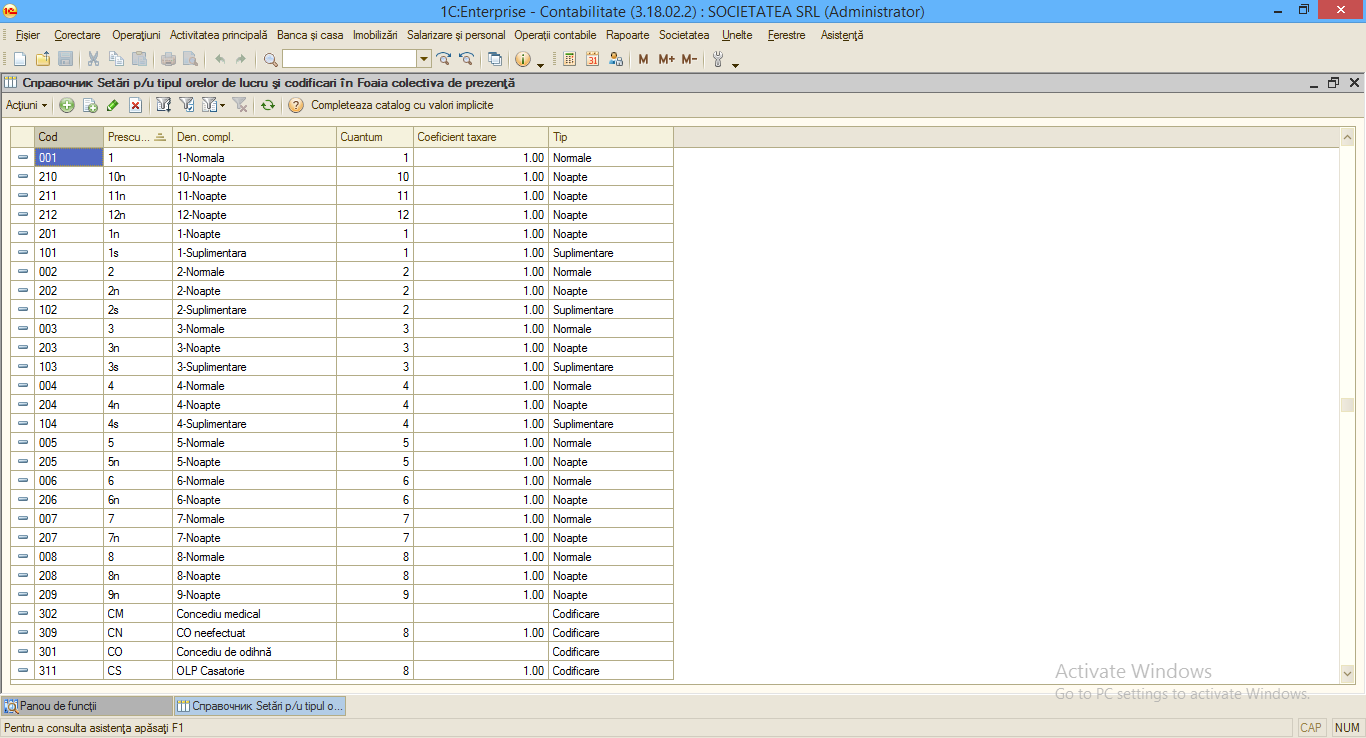 1C:Enterprise - Contabilitate (3.18.02.2) : SOCIETATEA SRL (Administrator)
Fișier Corectare Operațiuni Activitatea principală Banca și casa Imobilizări Salarizare și personal Operații contabile Rapoarte Societatea Unelte Ferestre Asistență
M M+ M-
Справочник Setări p/u tipul orelor de lucru și codificari în Foaia colectiva de prezență
Acțiuni Completeaza catalog cu valori implicite
Cod Prescu... Den. compl. Cuantum Coeficient taxare Tip
001 1 1-Normala 1 1.00 Normale
210 10n 10-Noapte 10 1.00 Noapte
211 11n 11-Noapte 11 1.00 Noapte
212 12n 12-Noapte 12 1.00 Noapte
201 1n 1-Noapte 1 1.00 Noapte
101 1s 1-Suplimentara 1 1.00 Suplimentare
002 2 2-Normale 2 1.00 Normale
202 2n 2-Noapte 2 1.00 Noapte
102 2s 2-Suplimentare 2 1.00 Suplimentare
003 3 3-Normale 3 1.00 Normale
203 3n 3-Noapte 3 1.00 Noapte
103 3s 3-Suplimentare 3 1.00 Suplimentare
004 4 4-Normale 4 1.00 Normale
204 4n 4-Noapte 4 1.00 Noapte
104 4s 4-Suplimentare 4 1.00 Suplimentare
005 5 5-Normale 5 1.00 Normale
205 5n 5-Noapte 5 1.00 Noapte
006 6 6-Normale 6 1.00 Normale
206 6n 6-Noapte 6 1.00 Noapte
007 7 7-Normale 7 1.00 Normale
207 7n 7-Noapte 7 1.00 Noapte
008 8 8-Normale 8 1.00 Normale
208 8n 8-Noapte 8 1.00 Noapte
209 9n 9-Noapte 9 1.00 Noapte
302 CM Concediu medical Codificare
309 CN CO neefectuat 8 1.00 Codificare
301 CO Concediu de odihnă Codificare
311 CS OLP Casatorie 8 1.00 Codificare
Activate Windows
Go to PC settings to activate Windows.
Panou de funcții Справочник Setări p/u tipul o...
Pentru a consulta asistența apăsați F1 CAP NUM